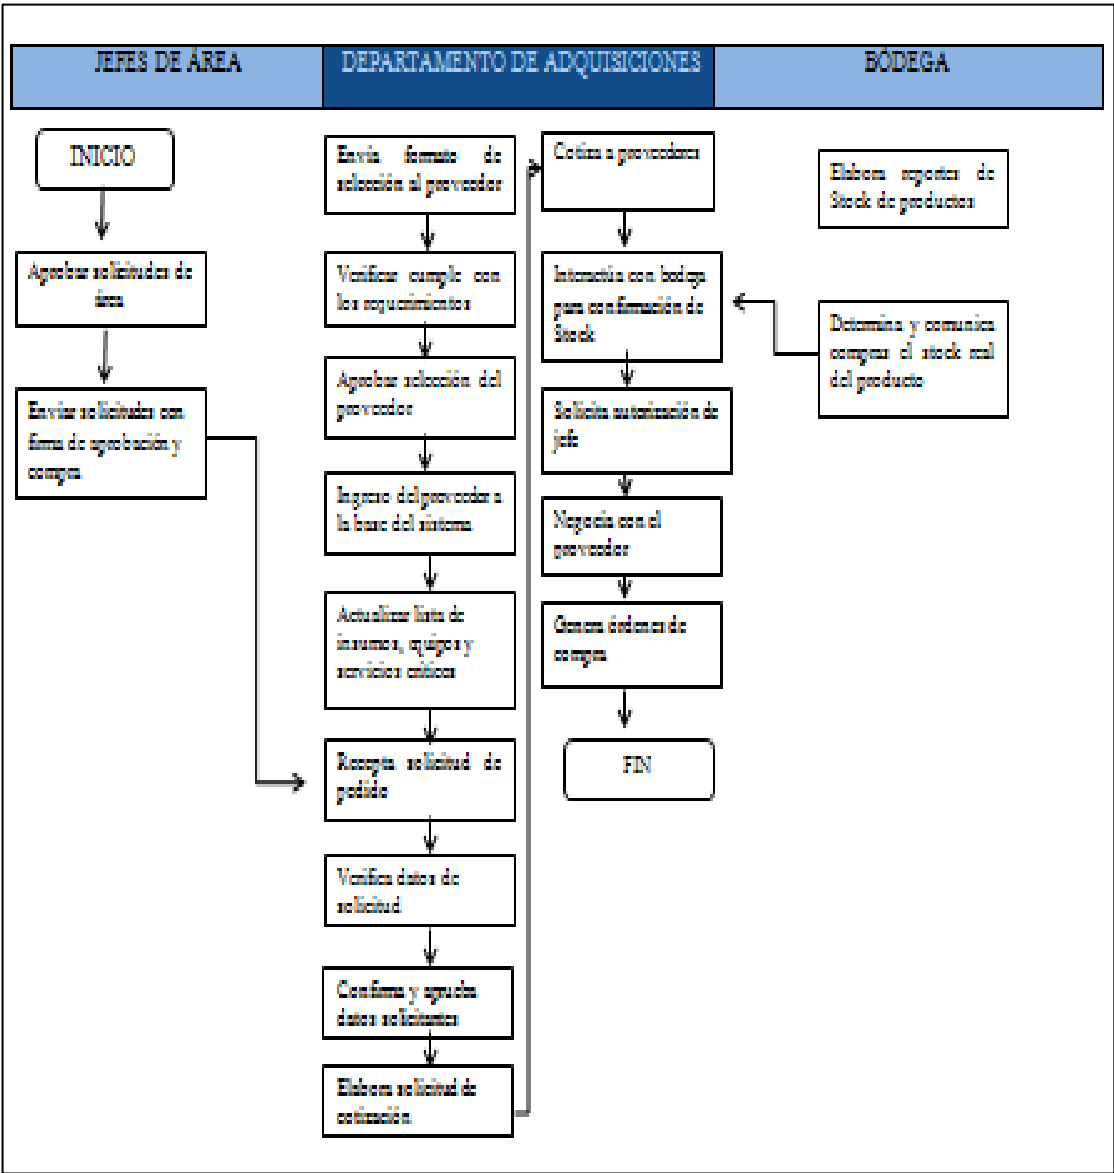 JEFES DE ÁREA
DEPARTAMENTO DE ADQUISICIONES
BODEGA
INICIO
Aprobar solicitudes de
área
Enviar solicitudes con
firma de aprobación y
compra
Envía formato de
selección al proveedor
Verificar cumple con
los requerimientos
Aprobar selección del
proveedor
Ingreso del proveedor a
la base del sistema
Actualizar lista de
insumos, equipos y
servicios críticos
Recepta solicitud de
pedido
Verifica datos de
solicitud
Confirma y aprueba
datos solicitantes
Elabora solicitud de
cotización
Cotiza a proveedores
Interactúa con bodega
para confirmación de
Stock
Solicita autorización de
jefe
Negocia con el
proveedor
Genera órdenes de
compra
FIN
Elabora reportes de
Stock de productos
Determina y comunica
compras el stock real
del producto